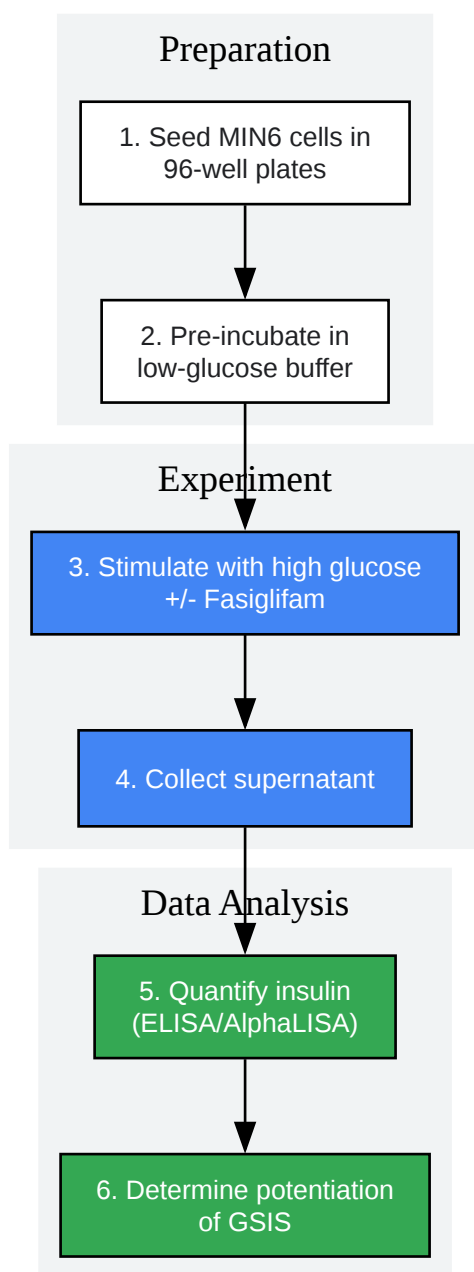 Preparation
1. Seed MIN6 cells in
96-well plates
2. Pre-incubate in
low-glucose buffer
Experiment
3. Stimulate with high glucose
+/- Fasiglifam
4. Collect supernatant
Data Analysis
5. Quantify insulin
(ELISA/AlphaLISA)
6. Determine potentiation
of GSIS